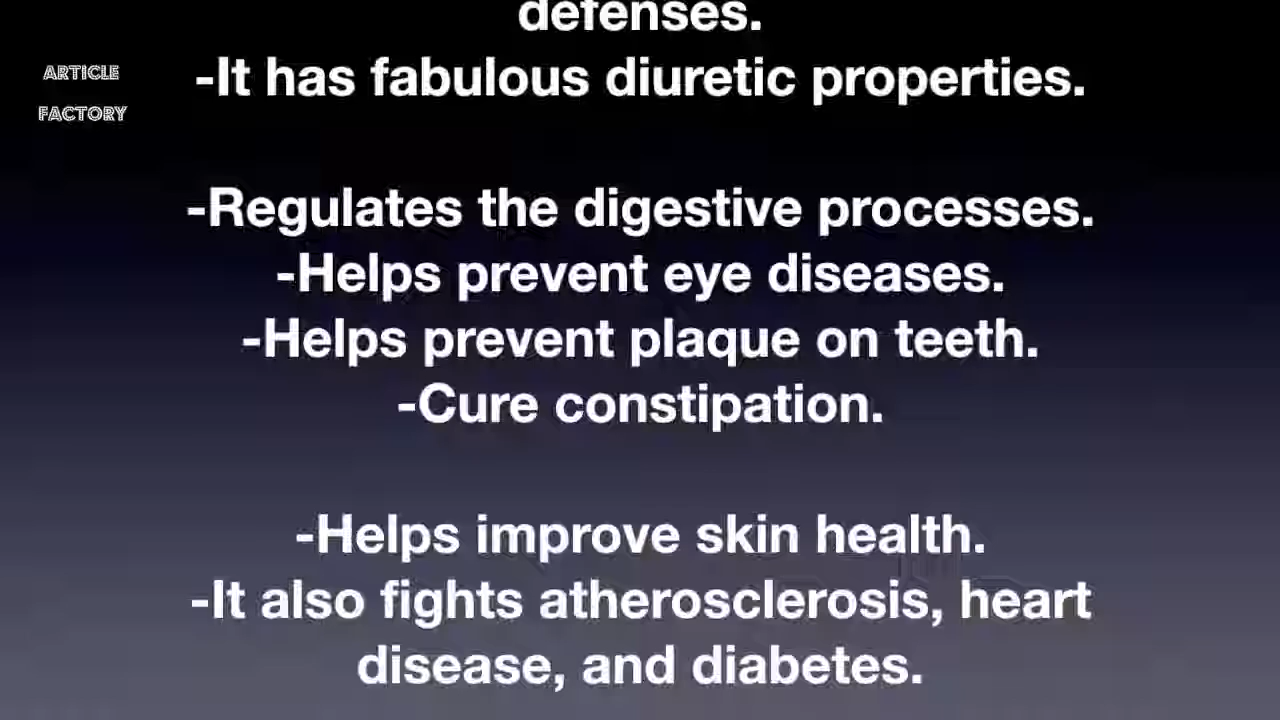 defenses.
ARTICLE
FACTORY
-It has fabulous diuretic properties.
-Regulates the digestive processes.
-Helps prevent eye diseases.
-Helps prevent plaque on teeth.
-Cure constipation.
-Helps improve skin health.
-It also fights atherosclerosis, heart
disease, and diabetes.